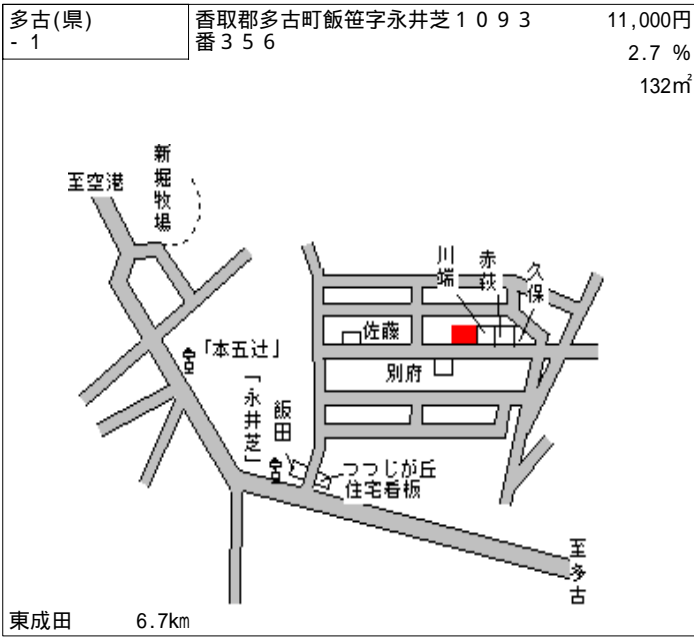 多古(県)
- 1
香取郡多古町飯笹字永井芝１０９３
番３５６
11,000円
2.7 %
132㎡
新堀牧場
至空港
川端
赤荻
久保
佐藤
「本五辻」
別府
「永井芝」
飯田
つつじが丘
住宅看板
至多古
東成田 6.7km